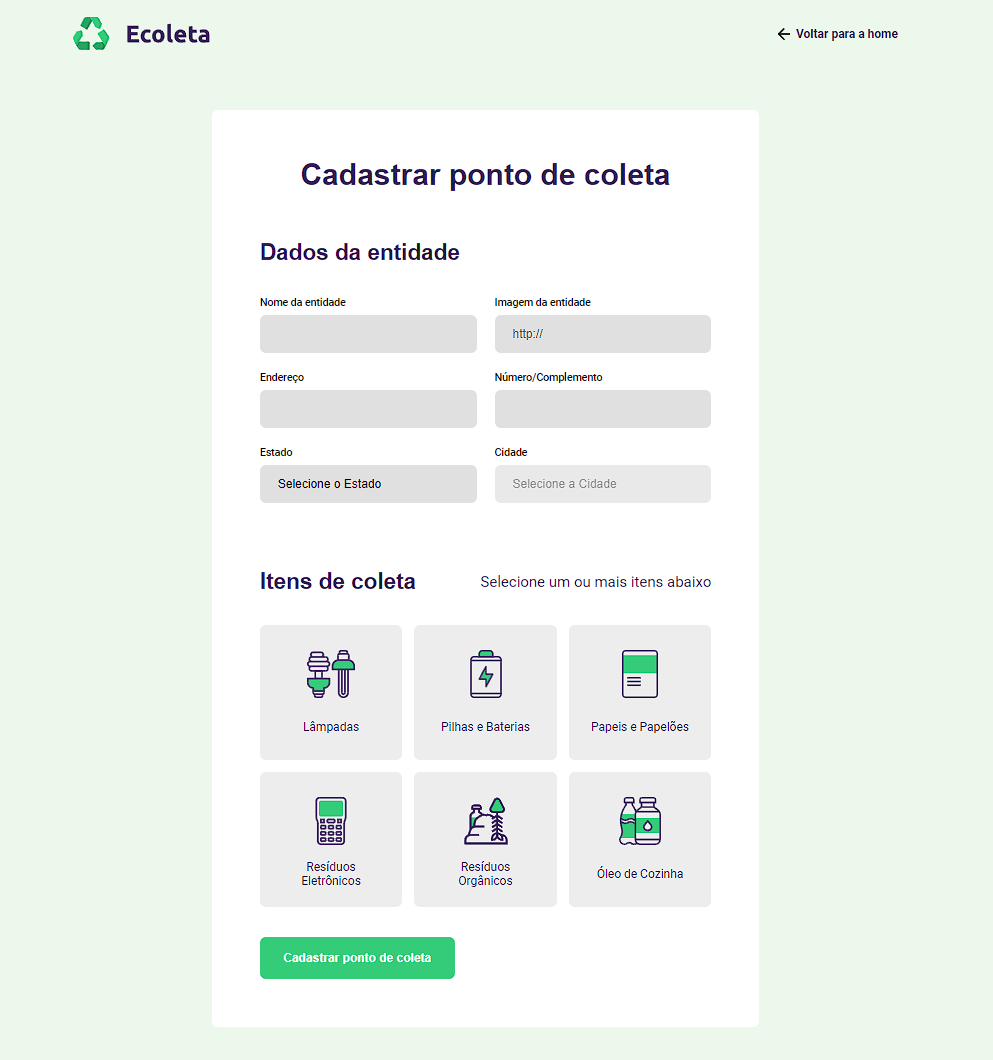 Ecoleta
Voltar para a home
Cadastrar ponto de coleta
Dados da entidade
Nome da entidade
Imagem da entidade
http://
Endereço
Número/Complemento
Estado
Cidade
Selecione o Estado
Selecione a Cidade
Itens de coleta
Selecione um ou mais itens abaixo
Lâmpadas
Pilhas e Baterias
Papeis e Papelões
Resíduos
Eletrônicos
Resíduos
Orgânicos
Óleo de Cozinha
Cadastrar ponto de coleta